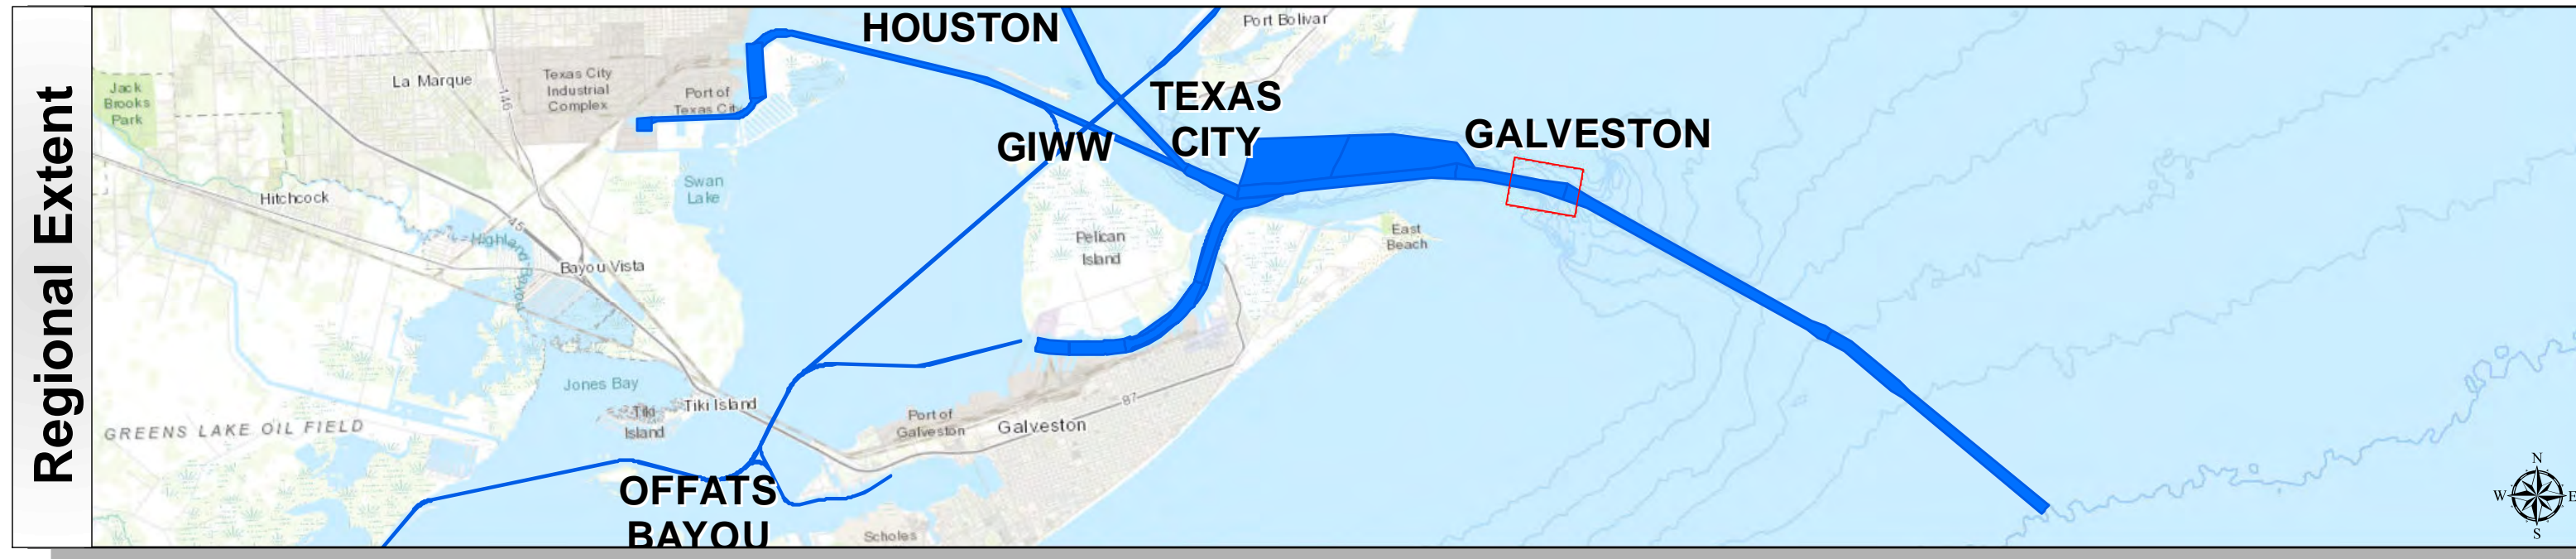 Regional Extent
HOUSTON
Port Bolivar
La Marque
146
Texas City
Industrial
Complex
Port of
Texas City
Jack
Brooks
Park
TEXAS
CITY
GALVESTON
GIWW
Swan
Lake
Hitchcock
45
Highland Bayou
Bayou Vista
Pelican
Island
East
Beach
Jones Bay
Tiki
Island
Tiki Island
GREENS LAKE OIL FIELD
Port of
Galveston
Galveston
87
OFFATS
BAYOU
Scholes
N
W
E
S